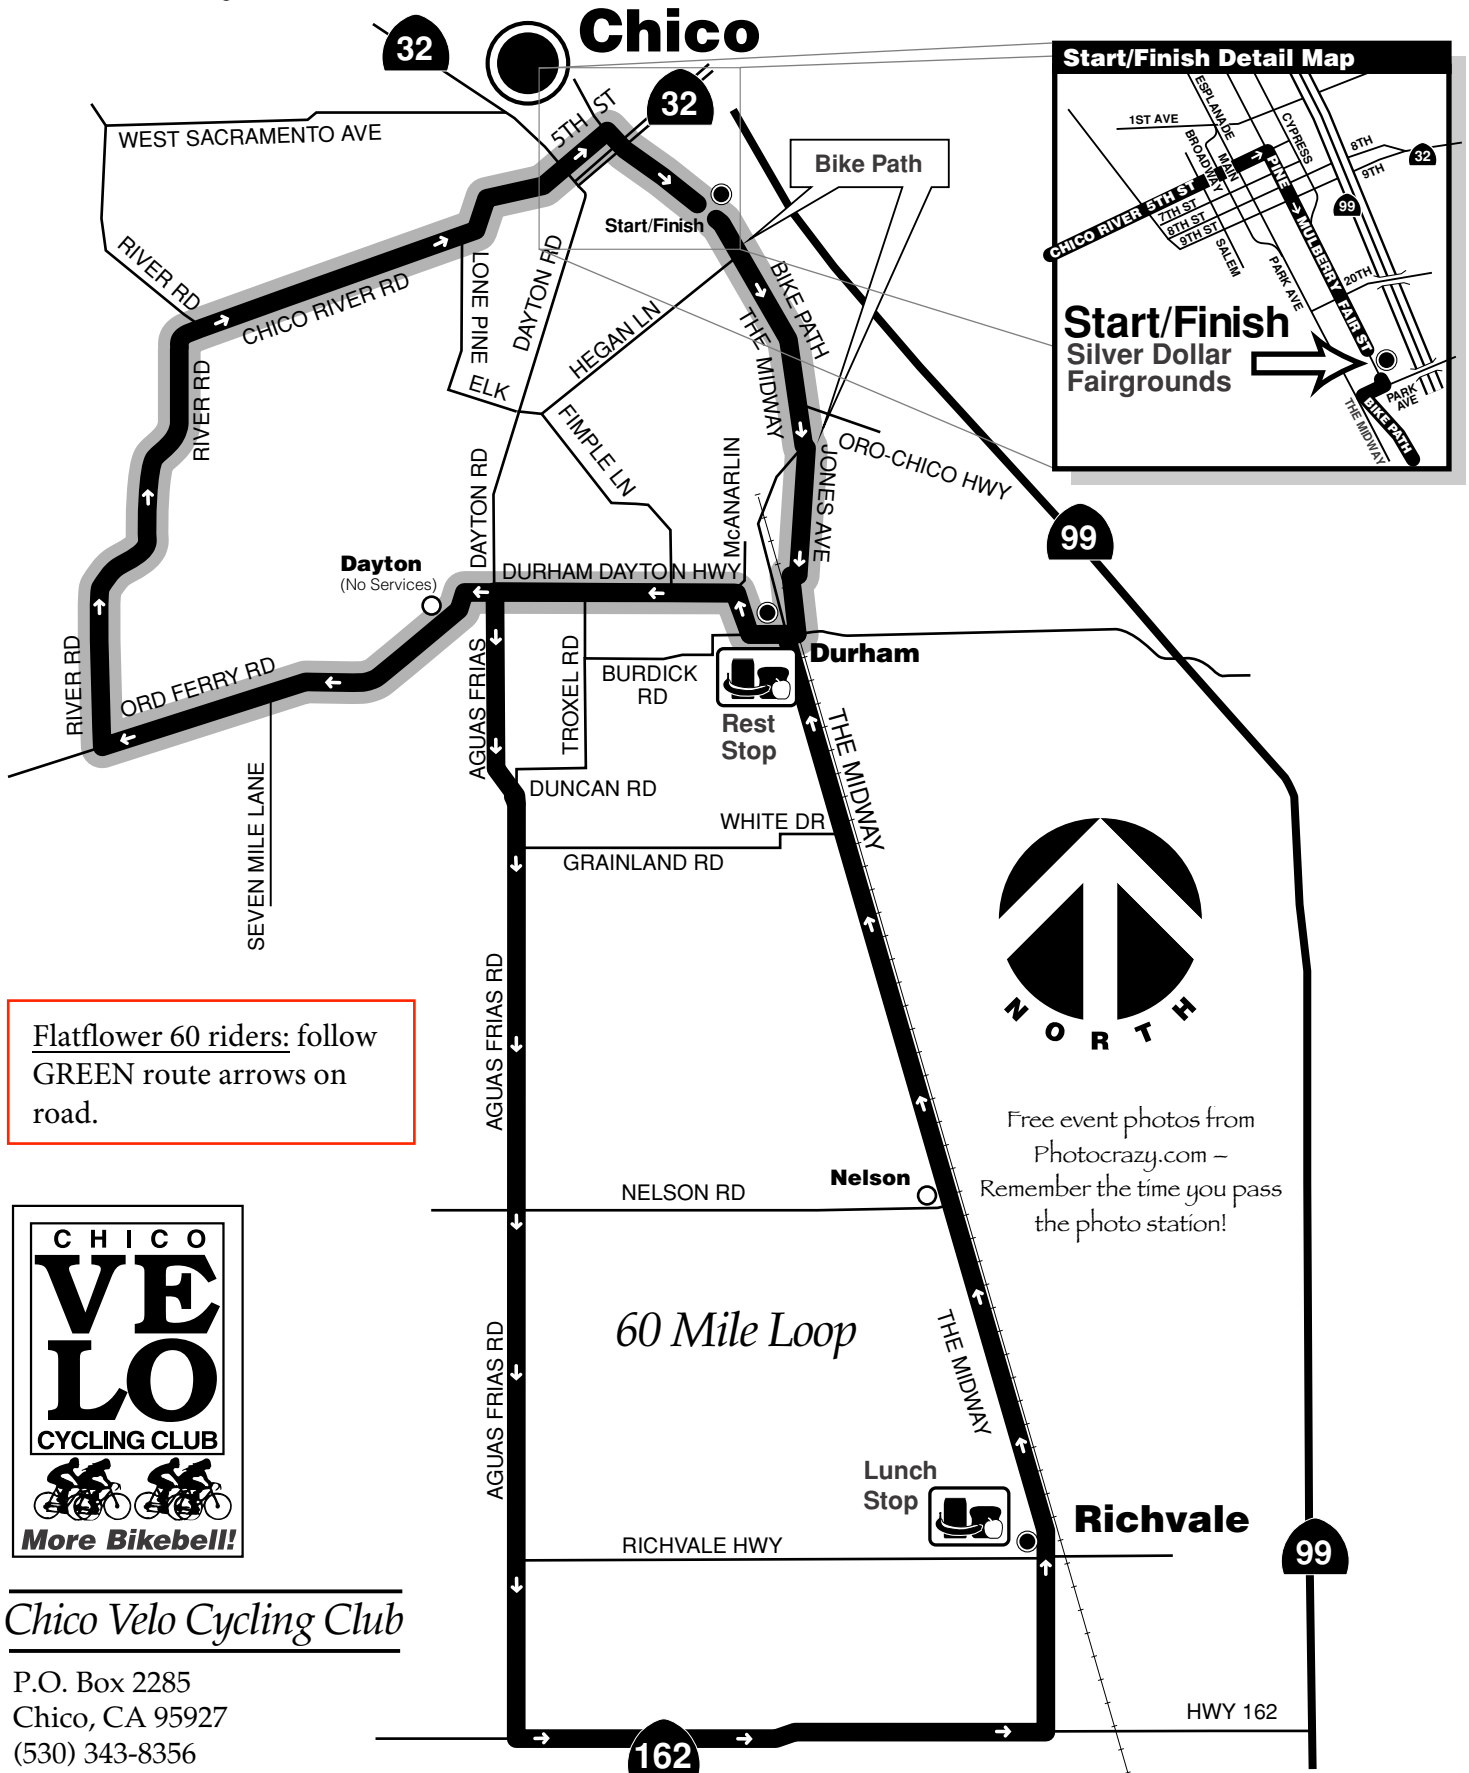 32
Chico
32
5TH ST
WEST SACRAMENTO AVE
Bike Path
Start/Finish
RIVER RD
CHICO RIVER RD
LONE PINE
DAYTON RD
HEGAN LN
BIKE PATH
THE MIDWAY
ELK
FIMPLE LN
RIVER RD
DAYTON RD
McANARLIN
JONES AVE
ORO-CHICO HWY
99
Start/Finish Detail Map
1ST AVE
ESPLANADE
BROADWAY
MAIN
CYPRESS
8TH
9TH
32
99
PINE
MULBERRY
FAIR ST
CHICO RIVER 5TH ST
7TH ST
8TH ST
9TH ST
SALEM
PARK AVE
20TH
Start/Finish
Silver Dollar
Fairgrounds
PARK
AVE
BIKE PATH
THE MIDWAY
Dayton
(No Services)
DURHAM DAYTON HWY
Durham
Rest
Stop
RIVER RD
ORD FERRY RD
AGUAS FRIAS
TROXEL RD
BURDICK
RD
THE MIDWAY
SEVEN MILE LANE
DUNCAN RD
WHITE DR
GRAINLAND RD
AGUAS FRIAS RD
NORTH
Flatflower 60 riders: follow
GREEN route arrows on
road.
Free event photos from
Photocrazy.com –
Remember the time you pass
the photo station!
Nelson
NELSON RD
60 Mile Loop
THE MIDWAY
AGUAS FRIAS RD
Lunch
Stop
Richvale
RICHVALE HWY
99
HWY 162
162
CHICO
VE
LO
CYCLING CLUB
More Bikebell!
Chico Velo Cycling Club
P.O. Box 2285
Chico, CA 95927
(530) 343-8356